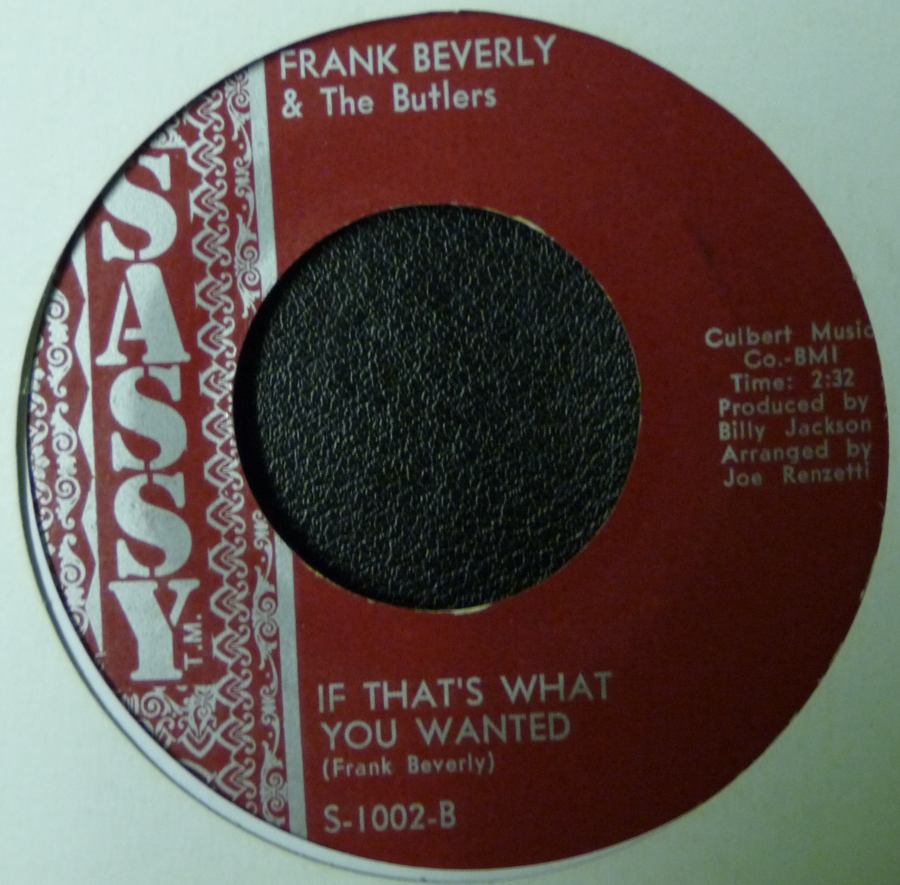 FRANK BEVERLY
& The Butlers
SASSY
T.M.
Culbert Music
Co.-BMI
Time: 2:32
Produced by
Billy Jackson
Arranged by
Joe Renzetti
IF THAT'S WHAT
YOU WANTED
(Frank Beverly)
S-1002-B